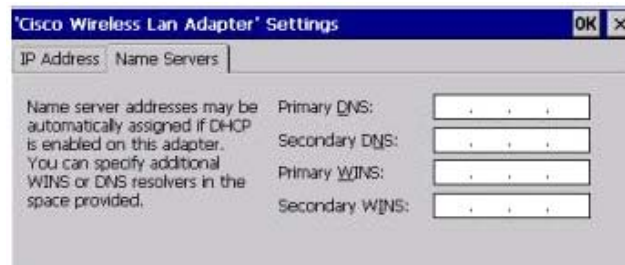 'Cisco Wireless Lan Adapter' Settings OK ×
IP Address Name Servers
Name server addresses may be
automatically assigned if DHCP
is enabled on this adapter.
You can specify additional
WINS or DNS resolvers in the
space provided.
Primary DNS:
Secondary DNS:
Primary WINS:
Secondary WINS: